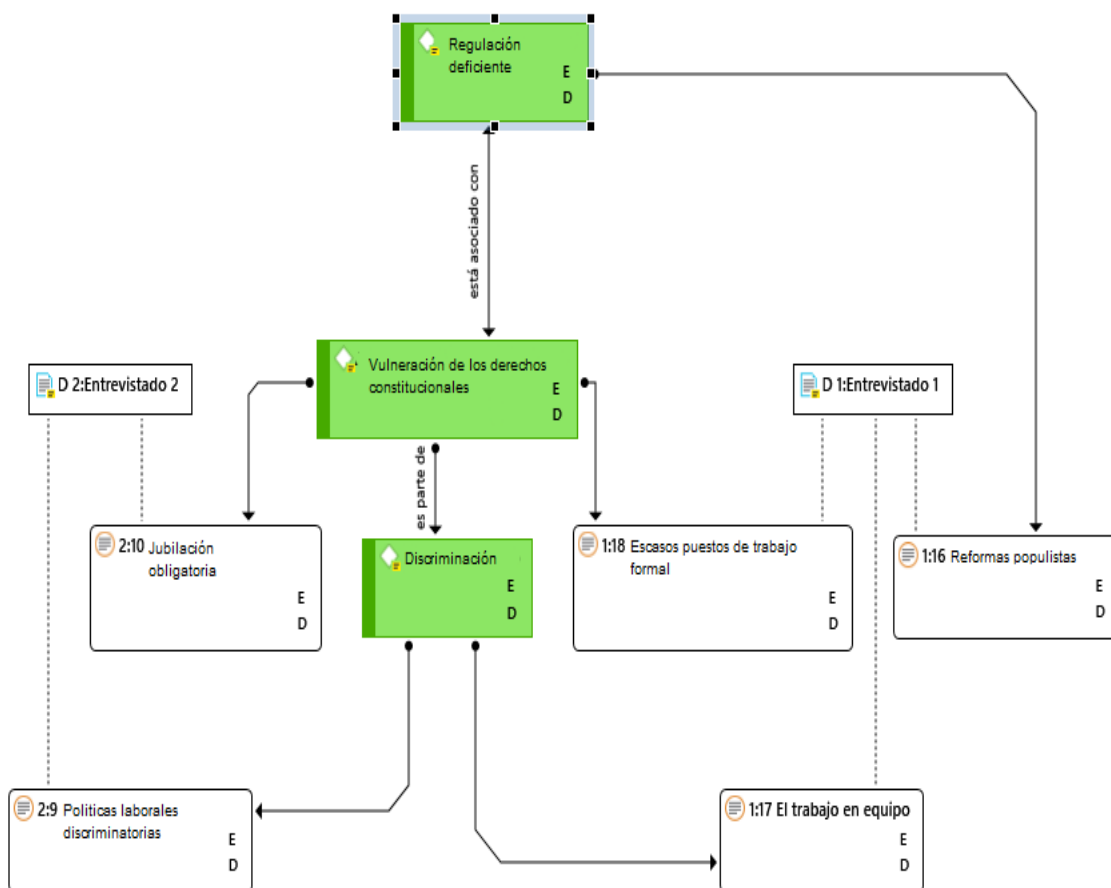 Regulación
deficiente
E
D
está asociado con
Vulneración de los derechos
constitucionales
E
D
D 2:Entrevistado 2
D 1:Entrevistado 1
es parte de
2:10 Jubilación
obligatoria
E
D
Discriminación
E
D
1:18 Escasos puestos de trabajo
formal
E
D
1:16 Reformas populistas
E
D
2:9 Politicas laborales
discriminatorias
E
D
1:17 El trabajo en equipo
E
D